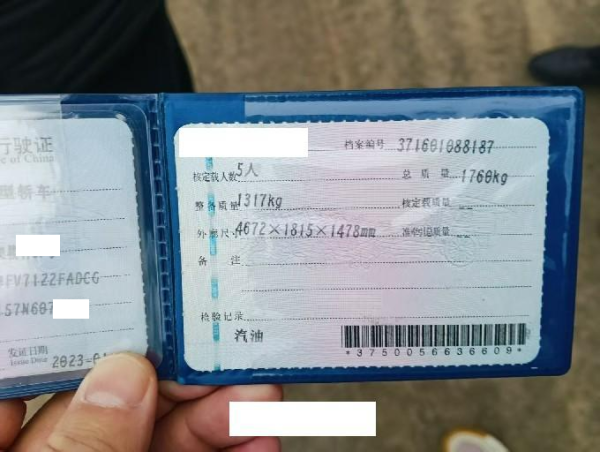 行驶证
of China
型轿车
FV7122FADCG
S7N607
发证日期
Issue Date
2023-0
档案编号 371601088187
核定载人数 5人 总质量 1760kg
整备质量 1317kg 核定载质量 --
外廓尺寸 4672×1815×1478mm 准牵引总质量 --
备注
检验记录
汽油
*3750056636609*